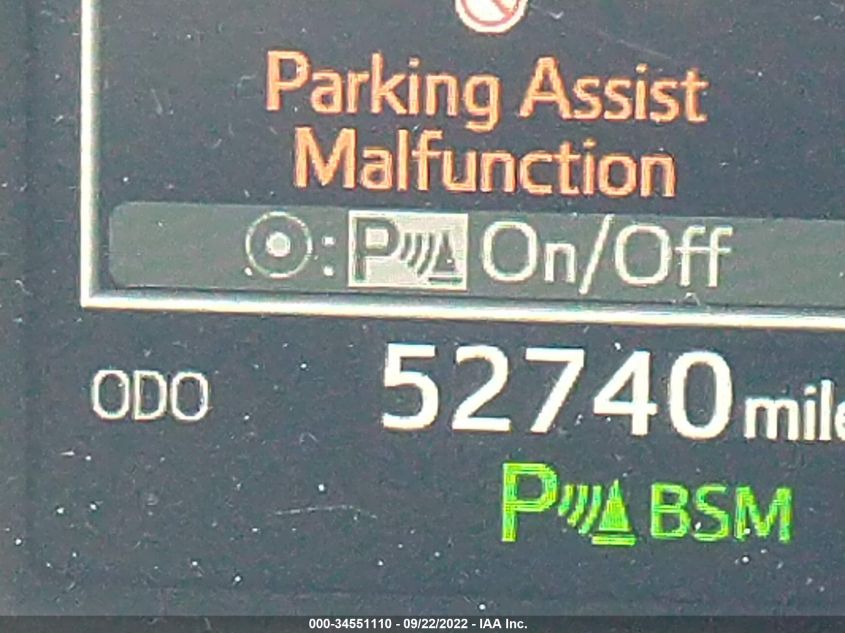 Parking Assist
Malfunction
: P On/Off
ODO 52740 mile
P BSM
000-34551110 - 09/22/2022 - IAA Inc.